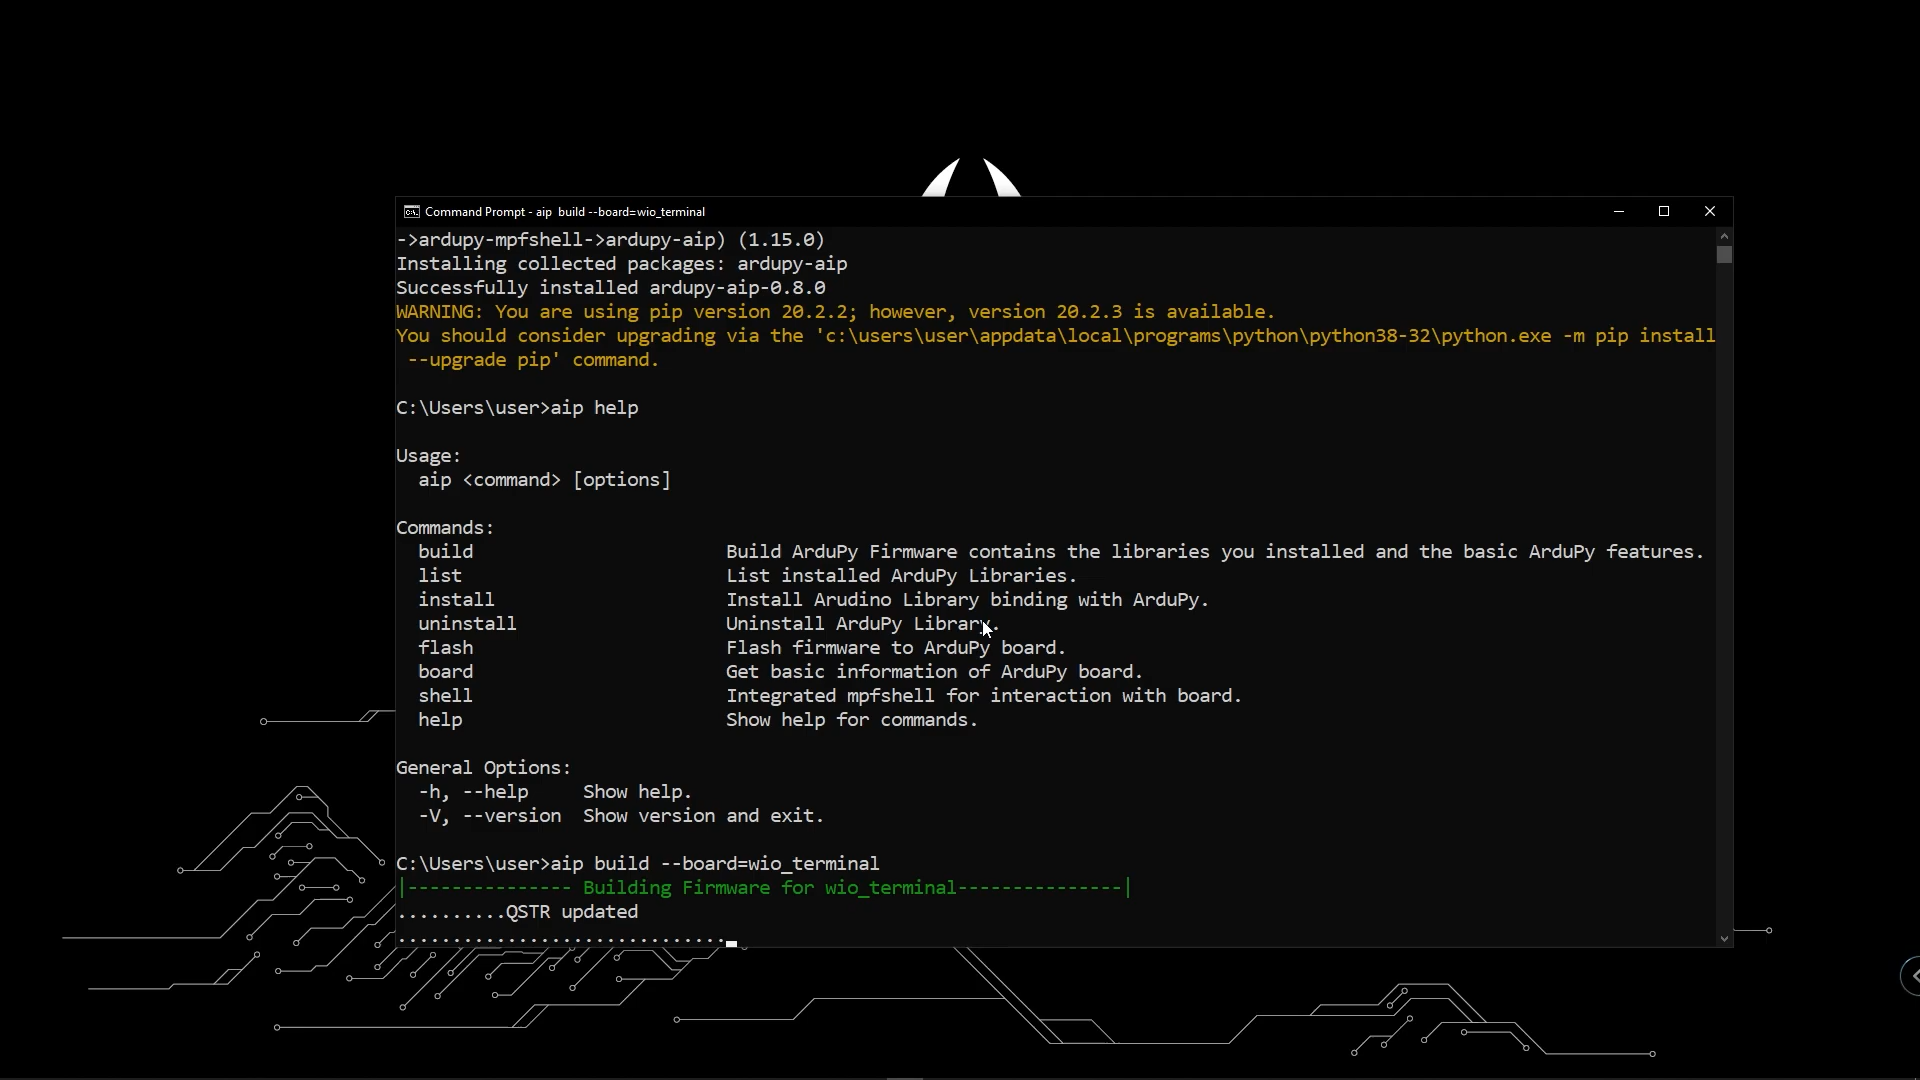 Command Prompt - aip  build --board=wio_terminal
->ardupy-mpfshell->ardupy-aip) (1.15.0)
Installing collected packages: ardupy-aip
Successfully installed ardupy-aip-0.8.0
WARNING: You are using pip version 20.2.2; however, version 20.2.3 is available.
You should consider upgrading via the 'c:\users\user\appdata\local\programs\python\python38-32\python.exe -m pip install
 --upgrade pip' command.
C:\Users\user>aip help
Usage:
  aip <command> [options]
Commands:
  build                       Build ArduPy Firmware contains the libraries you installed and the basic ArduPy features.
  list                        List installed ArduPy Libraries.
  install                     Install Arudino Library binding with ArduPy.
  uninstall                   Uninstall ArduPy Library.
  flash                       Flash firmware to ArduPy board.
  board                       Get basic information of ArduPy board.
  shell                       Integrated mpfshell for interaction with board.
  help                        Show help for commands.
General Options:
  -h, --help     Show help.
  -V, --version  Show version and exit.
C:\Users\user>aip build --board=wio_terminal
|--------------- Building Firmware for wio_terminal---------------|
..........QSTR updated
..............................